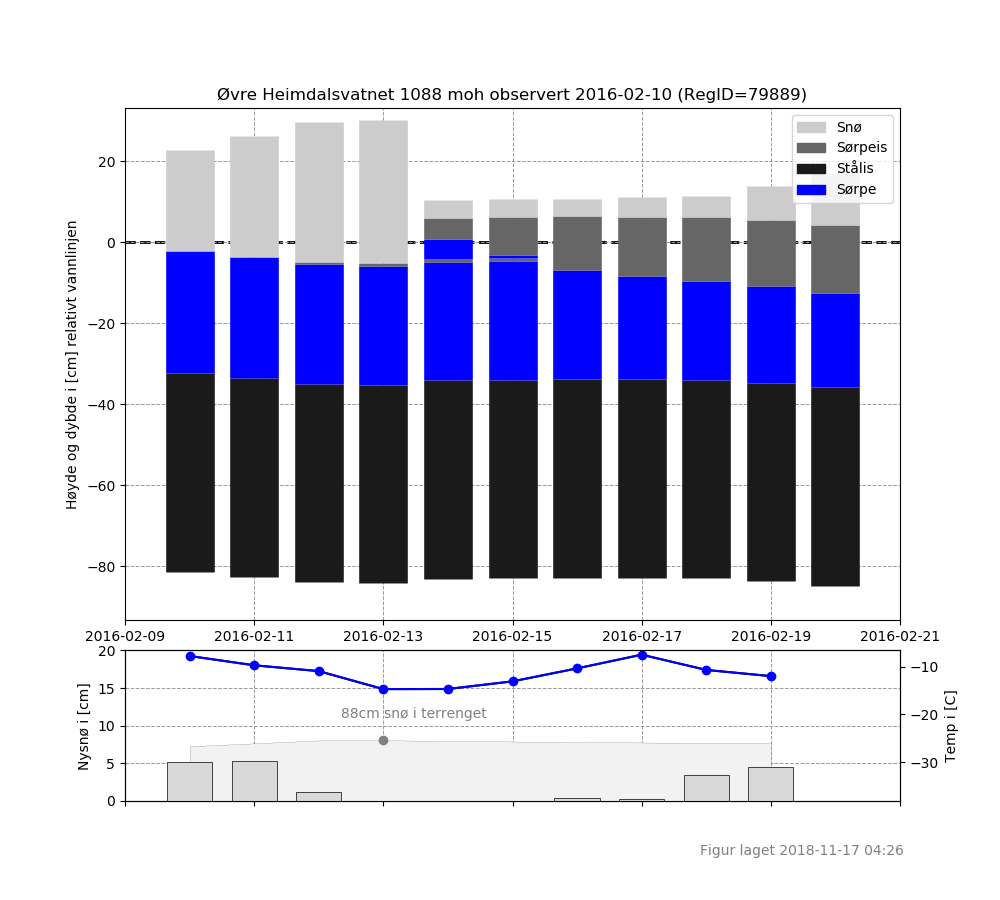 Øvre Heimdalsvatnet 1088 moh observert 2016-02-10 (RegID=79889)
Snø
Sørpeis
Stålis
Sørpe
20
0
−20
−40
−60
−80
Høyde og dybde i [cm] relativt vannlinjen
2016-02-09 2016-02-11 2016-02-13 2016-02-15 2016-02-17 2016-02-19 2016-02-21
20
15
10
5
0
Nysnø i [cm]
88cm snø i terrenget
−10
−20
−30
Temp i [C]
Figur laget 2018-11-17 04:26